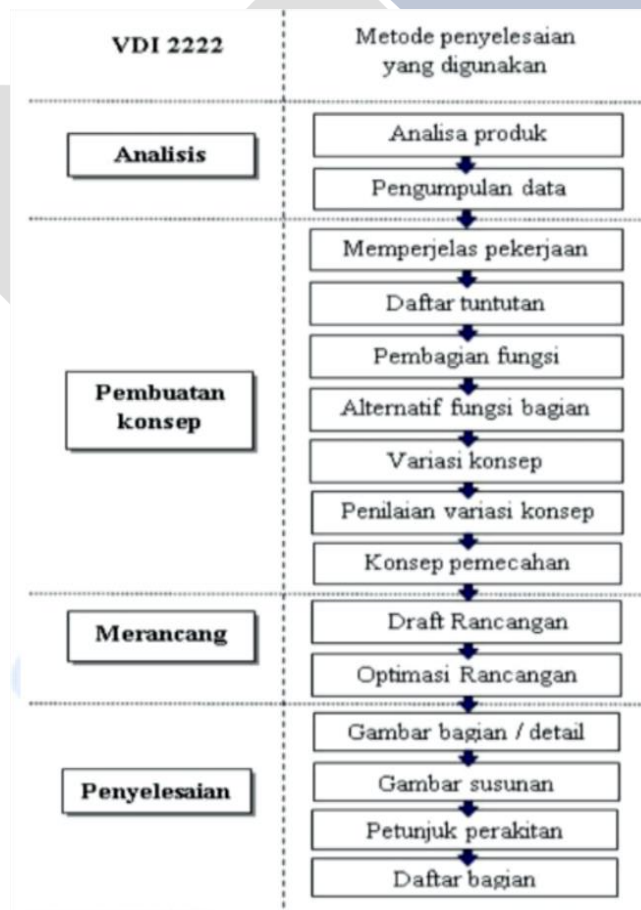 VDI 2222
Metode penyelesaian
yang digunakan
Analisis
Analisa produk
Pengumpulan data
Pembuatan
konsep
Memperjelas pekerjaan
Daftar tuntutan
Pembagian fungsi
Alternatif fungsi bagian
Variasi konsep
Penilaian variasi konsep
Konsep pemecahan
Merancang
Draft Rancangan
Optimasi Rancangan
Penyelesaian
Gambar bagian / detail
Gambar susunan
Petunjuk perakitan
Daftar bagian